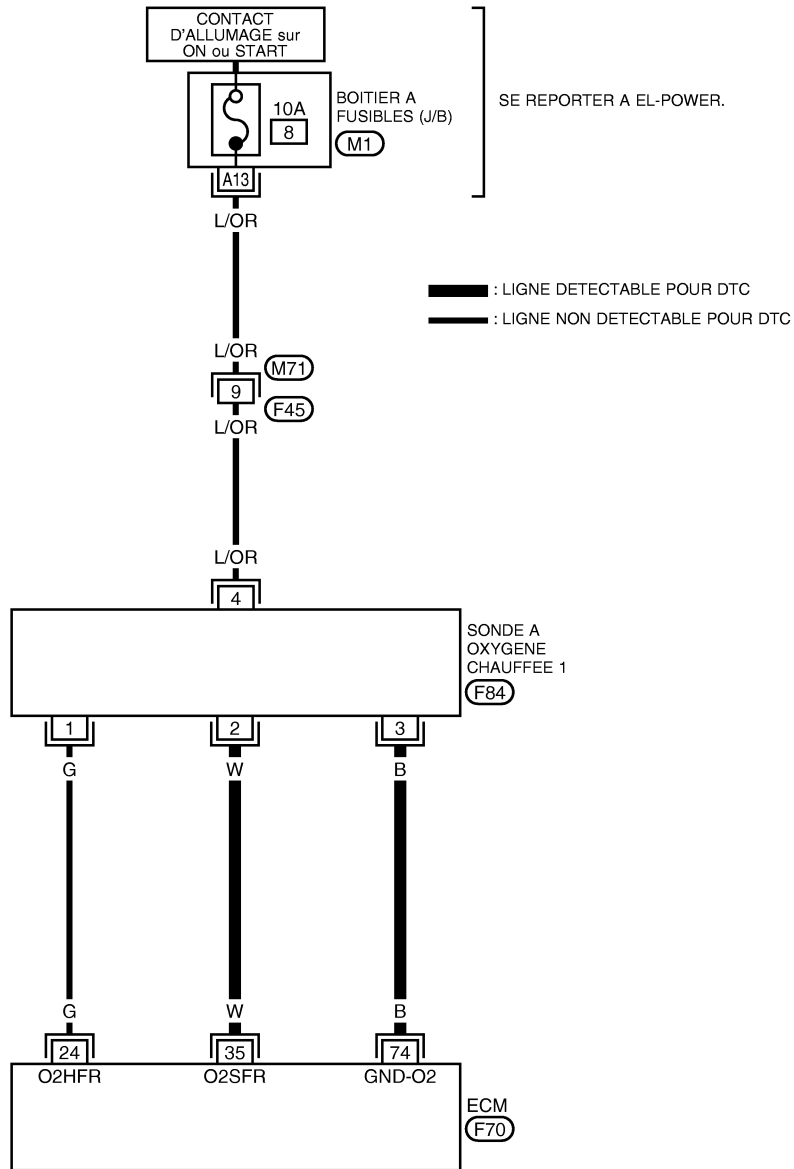 CONTACT
D'ALLUMAGE sur
ON ou START
10A
8
BOITIER A
FUSIBLES (J/B)
M1
SE REPORTER A EL-POWER.
A13
L/OR
: LIGNE DETECTABLE POUR DTC
: LIGNE NON DETECTABLE POUR DTC
L/OR
M71
9
F45
L/OR
L/OR
4
SONDE A
OXYGENE
CHAUFFEE 1
F84
1 2 3
G W B
G W B
24 35 74
O2HFR O2SFR GND-O2
ECM
F70